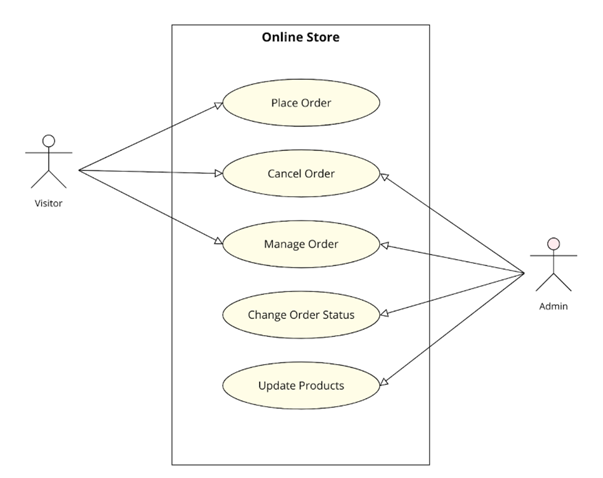 Online Store
Place Order
Cancel Order
Visitor
Manage Order
Admin
Change Order Status
Update Products